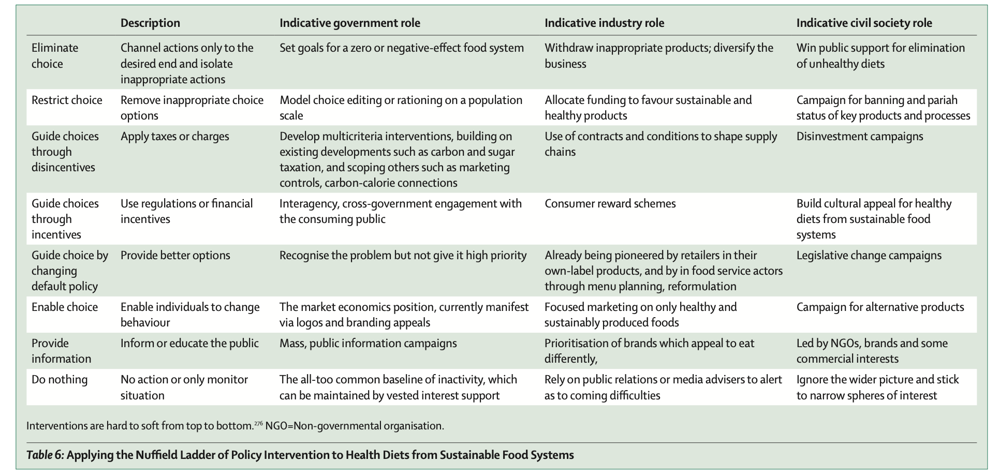 Description Indicative government role Indicative industry role Indicative civil society role
Eliminate Channel actions only to the Set goals for a zero or negative-effect food system Withdraw inappropriate products; diversify the Win public support for elimination
choice desired end and isolate business of unhealthy diets
inappropriate actions
Restrict choice Remove inappropriate choice Model choice editing or rationing on a population Allocate funding to favour sustainable and Campaign for banning and pariah
options scale healthy products status of key products and processes
Guide choices Apply taxes or charges Develop multicriteria interventions, building on Use of contracts and conditions to shape supply Disinvestment campaigns
through existing developments such as carbon and sugar chains
disincentives taxation, and scoping others such as marketing
controls, carbon-calorie connections
Guide choices Use regulations or financial Interagency, cross-government engagement with Consumer reward schemes Build cultural appeal for healthy
through incentives the consuming public diets from sustainable food
incentives systems
Guide choice by Provide better options Recognise the problem but not give it high priority Already being pioneered by retailers in their Legislative change campaigns
changing own-label products, and by in food service actors
default policy through menu planning, reformulation
Enable choice Enable individuals to change The market economics position, currently manifest Focused marketing on only healthy and Campaign for alternative products
behaviour via logos and branding appeals sustainably produced foods
Provide Inform or educate the public Mass, public information campaigns Prioritisation of brands which appeal to eat Led by NGOs, brands and some
information differently, commercial interests
Do nothing No action or only monitor The all-too common baseline of inactivity, which Rely on public relations or media advisers to alert Ignore the wider picture and stick
situation can be maintained by vested interest support as to coming difficulties to narrow spheres of interest
Interventions are hard to soft from top to bottom.²⁷⁶ NGO=Non-governmental organisation.
Table 6: Applying the Nuffield Ladder of Policy Intervention to Health Diets from Sustainable Food Systems